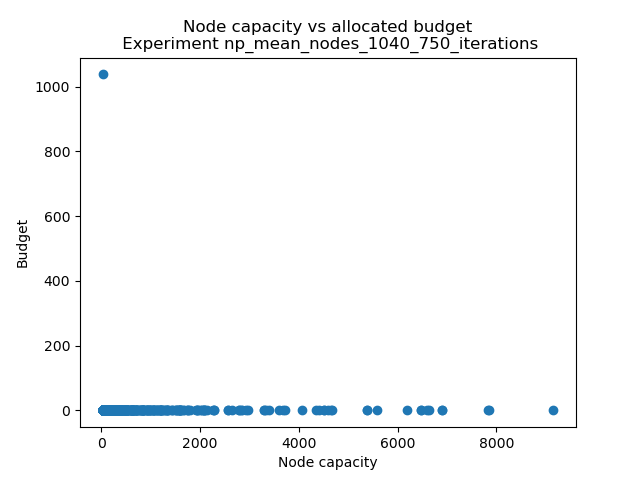 Node capacity vs allocated budget
Experiment np_mean_nodes_1040_750_iterations
1000
800
600
400
200
0
Budget
0 2000 4000 6000 8000
Node capacity